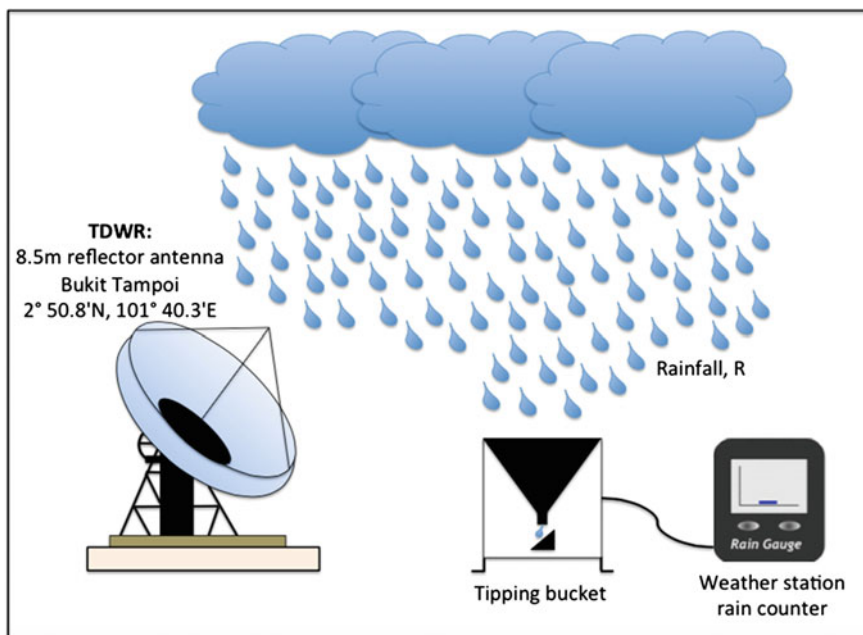 TDWR:
8.5m reflector antenna
Bukit Tampoi
2° 50.8'N, 101° 40.3'E
Rainfall, R
Rain Gauge
Tipping bucket
Weather station
rain counter